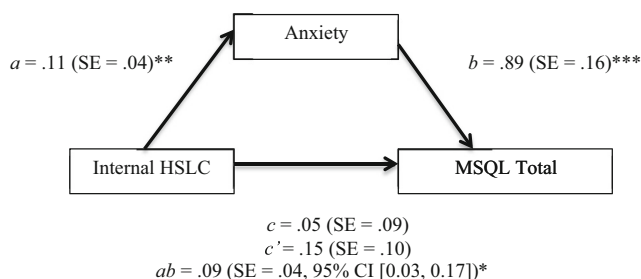 Anxiety
a = .11 (SE = .04)**
b = .89 (SE = .16)***
Internal HSLC
MSQL Total
c = .05 (SE = .09)
c’ = .15 (SE = .10)
ab = .09 (SE = .04, 95% CI [0.03, 0.17])*